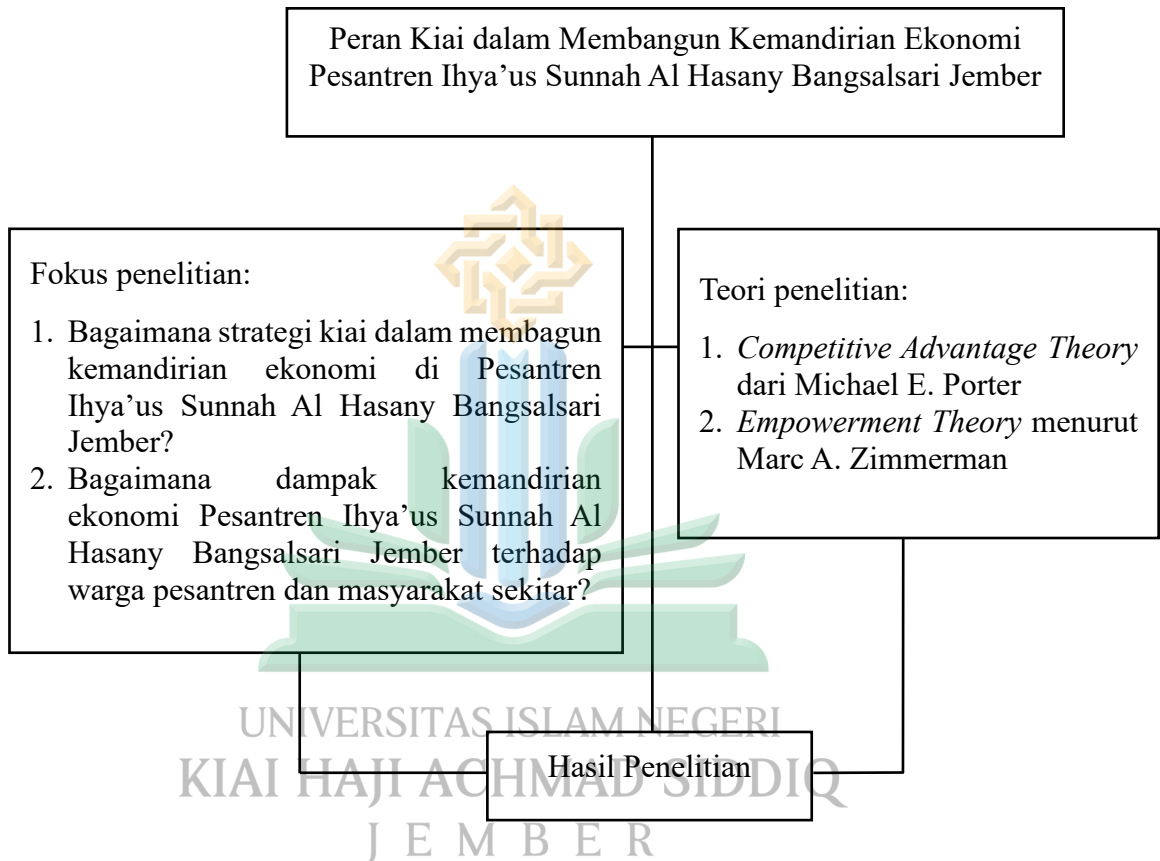 Peran Kiai dalam Membangun Kemandirian Ekonomi
Pesantren Ihya’us Sunnah Al Hasany Bangsalsari Jember
Fokus penelitian:
1. Bagaimana strategi kiai dalam membagun
kemandirian ekonomi di Pesantren
Ihya’us Sunnah Al Hasany Bangsalsari
Jember?
2. Bagaimana dampak kemandirian
ekonomi Pesantren Ihya’us Sunnah Al
Hasany Bangsalsari Jember terhadap
warga pesantren dan masyarakat sekitar?
Teori penelitian:
1. Competitive Advantage Theory
dari Michael E. Porter
2. Empowerment Theory menurut
Marc A. Zimmerman
UNIVERSITAS ISLAM NEGERI
Hasil Penelitian
KIAI HAJI ACHMAD SIDDIQ
JEMBER